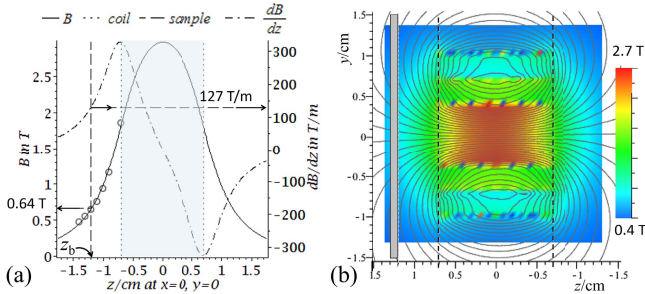 B coil sample dB/dz
2.5
2
1.5
1
0.5
0
B in T
0.64 T
127 T/m
300
200
100
0
-100
-200
-300
dB/dz in T/m
z_b
-1.5 -1 -0.5 0 0.5 1 1.5
z/cm at x=0, y=0
(a)
y/cm
1.5
1
0.5
0
-0.5
-1
-1.5
1.5 1 0.5 0 0.5 -1 -1.5
z/cm
2.7 T
0.4 T
(b)